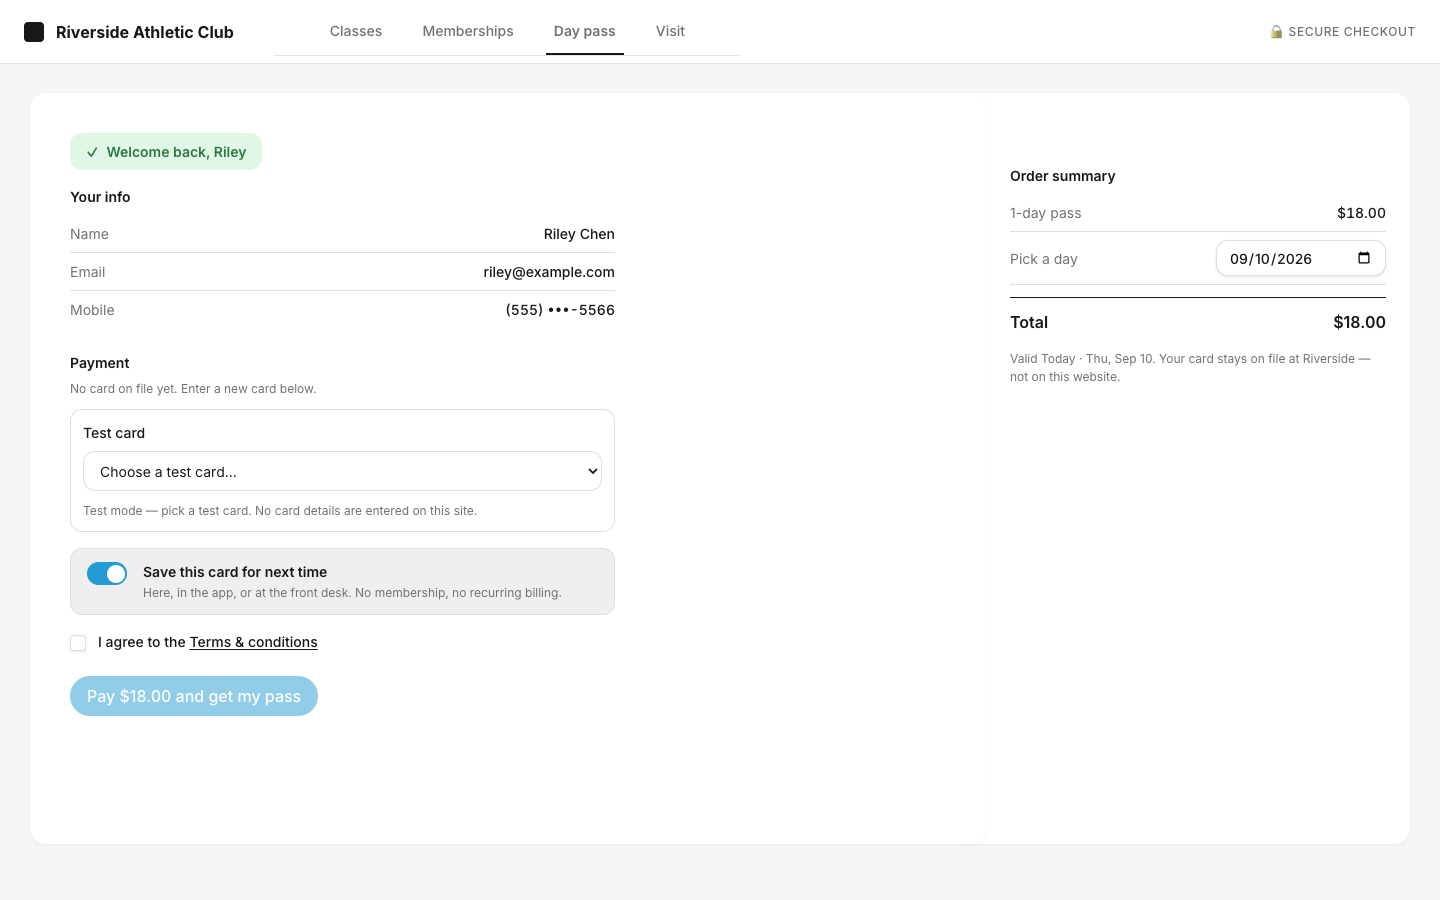 Riverside Athletic Club
Classes
Memberships
Day pass
Visit
SECURE CHECKOUT
Welcome back, Riley
Your info
Name Riley Chen
Email riley@example.com
Mobile (555) •••-5566
Payment
No card on file yet. Enter a new card below.
Test card
Choose a test card...
Test mode — pick a test card. No card details are entered on this site.
Save this card for next time
Here, in the app, or at the front desk. No membership, no recurring billing.
I agree to the Terms & conditions
Pay $18.00 and get my pass
Order summary
1-day pass $18.00
Pick a day 09/10/2026
Total $18.00
Valid Today · Thu, Sep 10. Your card stays on file at Riverside —
not on this website.